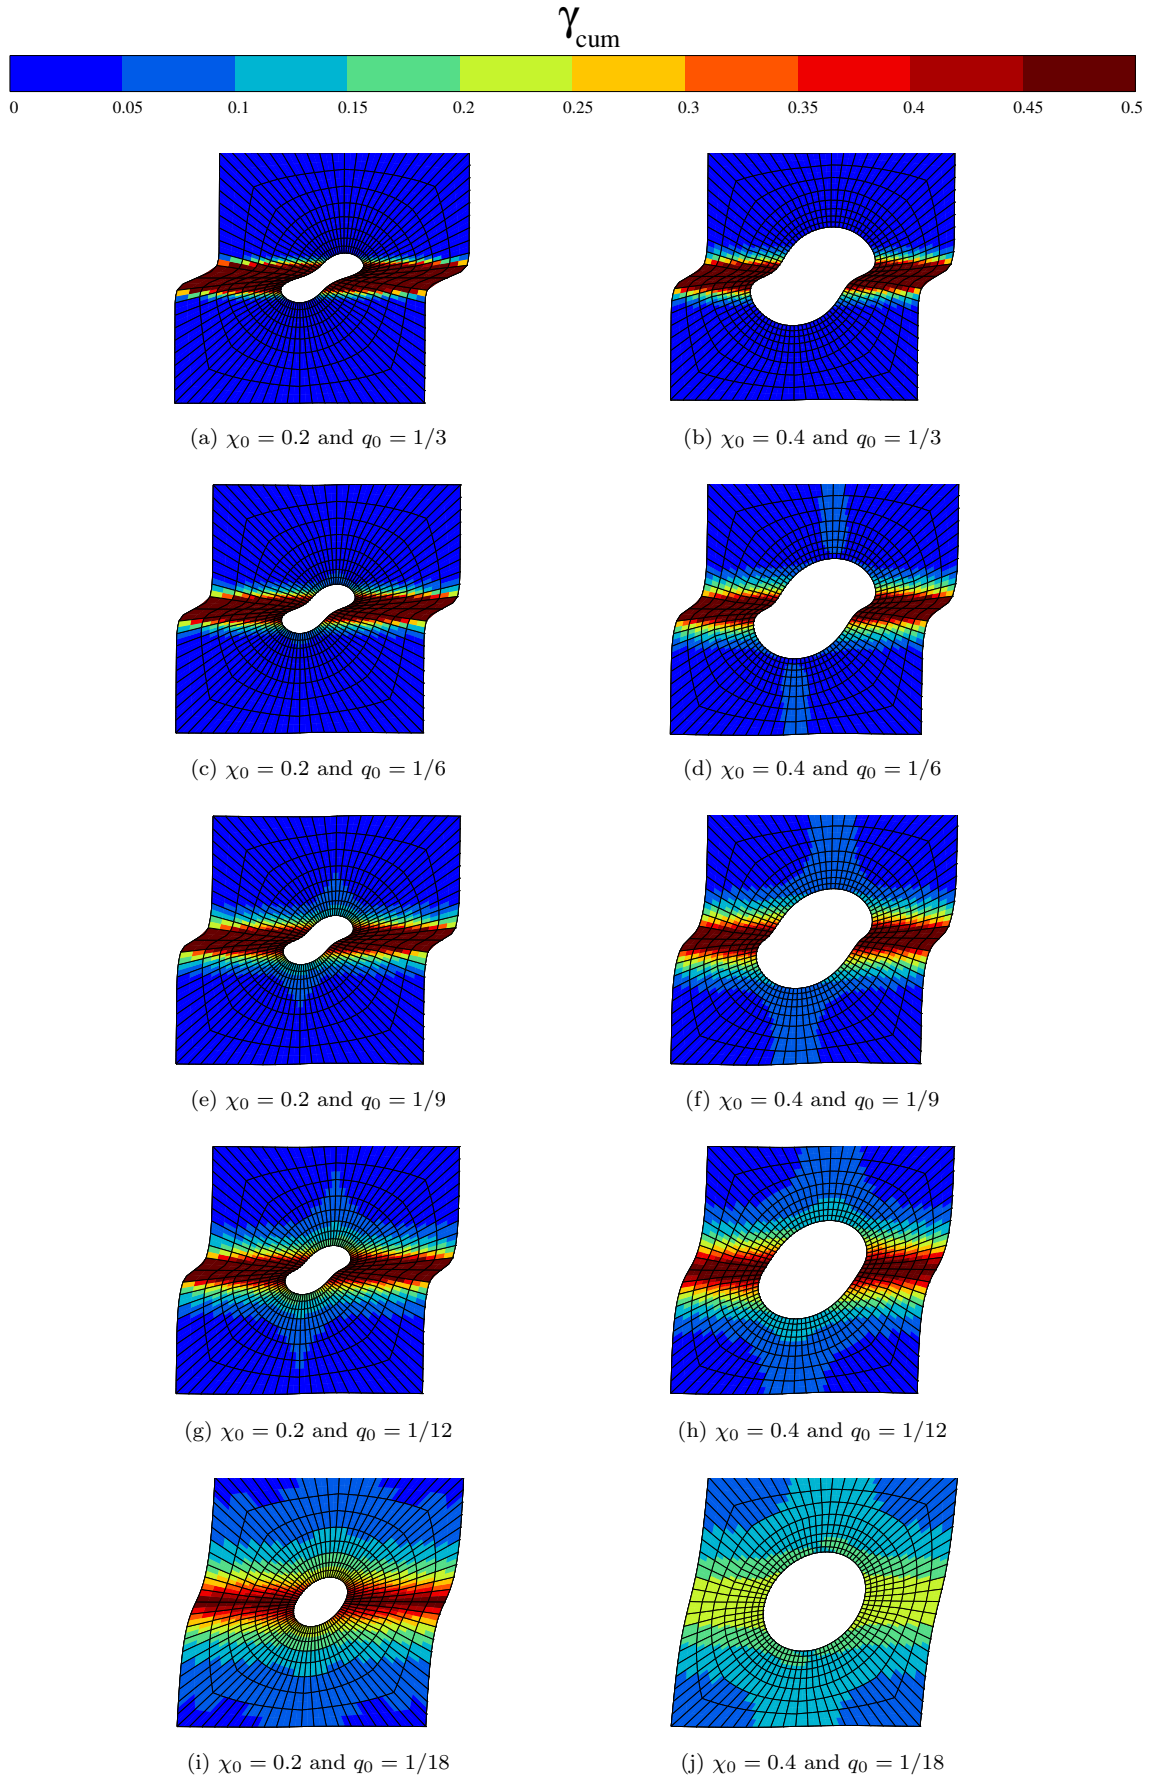 γcum
0 0.05 0.1 0.15 0.2 0.25 0.3 0.35 0.4 0.45 0.5
(a) χ₀ = 0.2 and q₀ = 1/3
(b) χ₀ = 0.4 and q₀ = 1/3
(c) χ₀ = 0.2 and q₀ = 1/6
(d) χ₀ = 0.4 and q₀ = 1/6
(e) χ₀ = 0.2 and q₀ = 1/9
(f) χ₀ = 0.4 and q₀ = 1/9
(g) χ₀ = 0.2 and q₀ = 1/12
(h) χ₀ = 0.4 and q₀ = 1/12
(i) χ₀ = 0.2 and q₀ = 1/18
(j) χ₀ = 0.4 and q₀ = 1/18